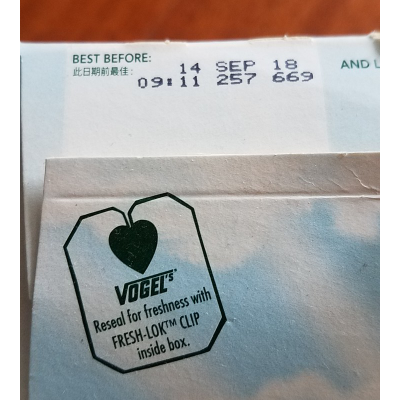 BEST BEFORE:
此日期前最佳:
14 SEP 18
09:11 257 669
AND L
VOGEL'S
Reseal for freshness with
FRESH-LOK™ CLIP
inside box.